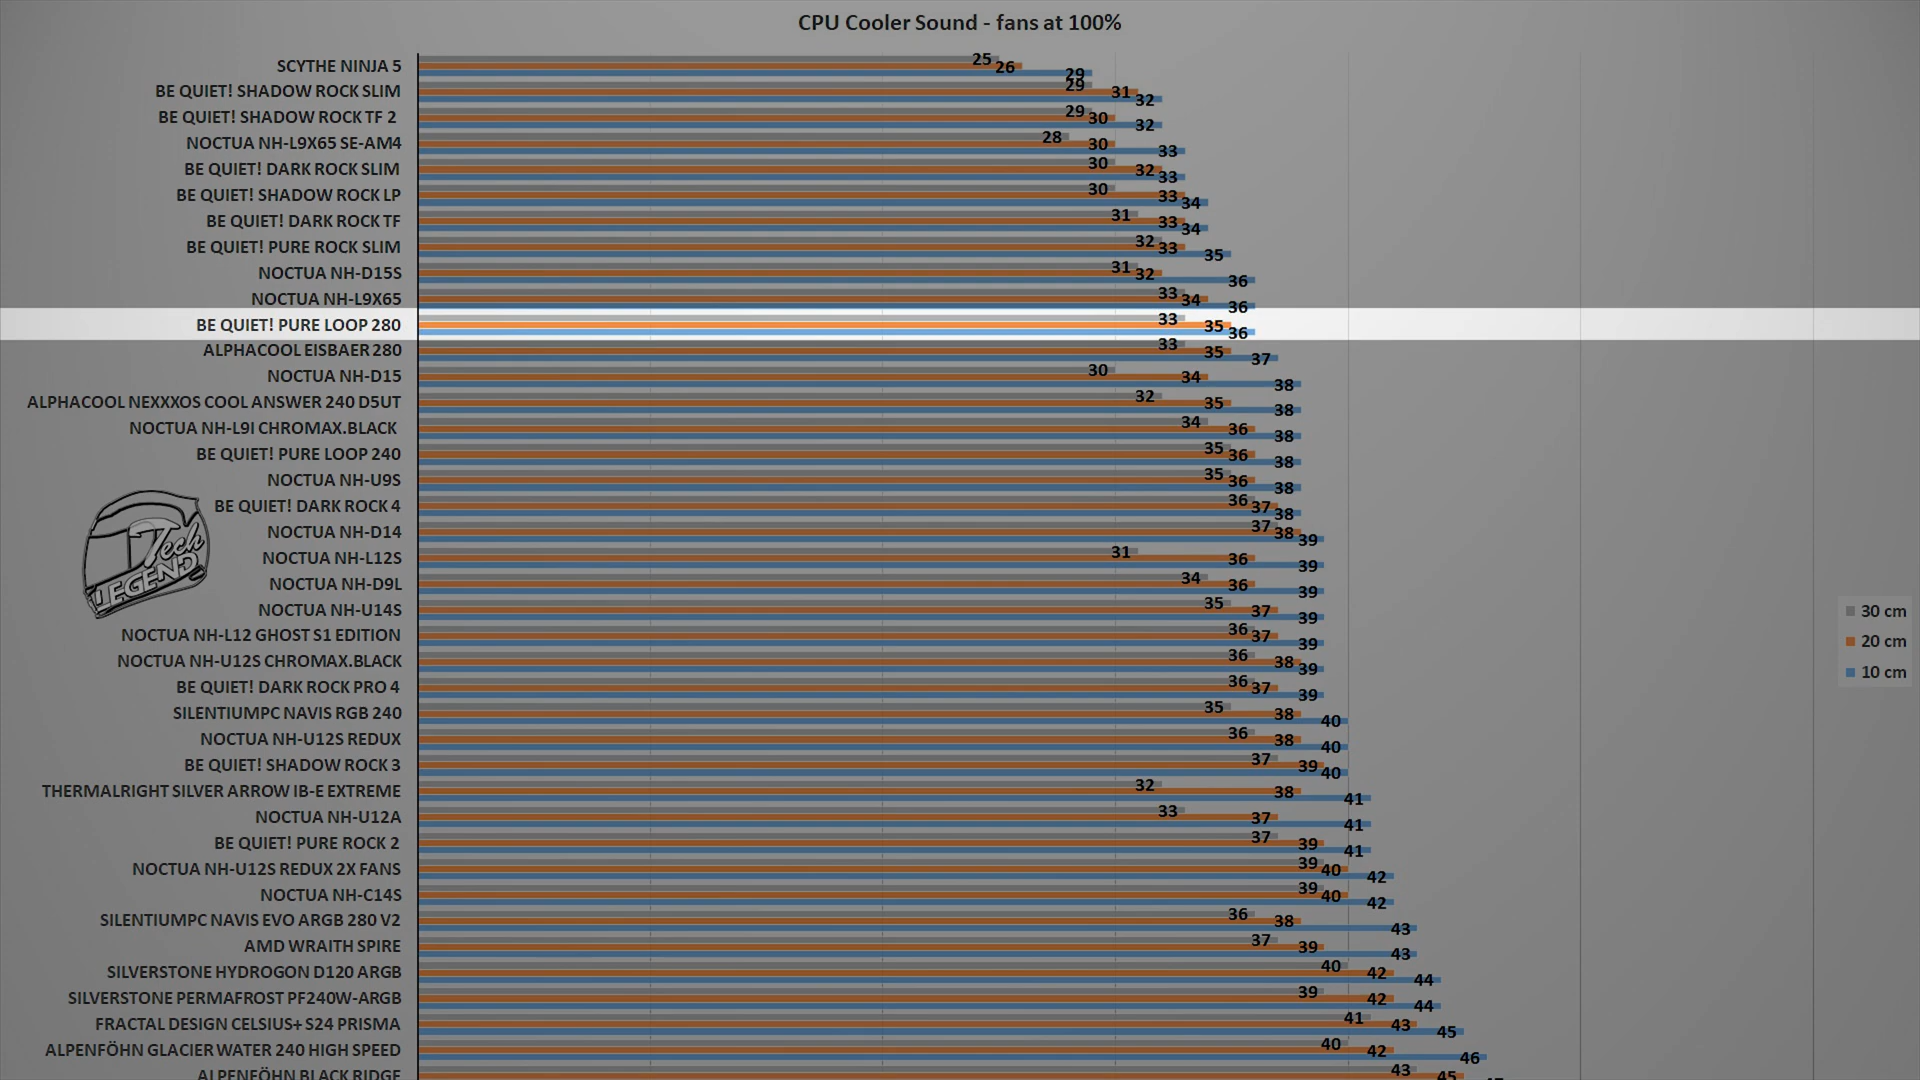 CPU Cooler Sound - fans at 100%
SCYTHE NINJA 5 25 26 29
BE QUIET! SHADOW ROCK SLIM 29 31 32
BE QUIET! SHADOW ROCK TF 2 29 30 32
NOCTUA NH-L9X65 SE-AM4 28 30 33
BE QUIET! DARK ROCK SLIM 30 32 33
BE QUIET! SHADOW ROCK LP 30 33 34
BE QUIET! DARK ROCK TF 31 33 34
BE QUIET! PURE ROCK SLIM 32 33 35
NOCTUA NH-D15S 31 32 36
NOCTUA NH-L9X65 33 34 36
BE QUIET! PURE LOOP 280 33 35 36
ALPHACOOL EISBAER 280 33 35 37
NOCTUA NH-D15 30 34 38
ALPHACOOL NEXXXOS COOL ANSWER 240 D5UT 32 35 38
NOCTUA NH-L9I CHROMAX.BLACK 34 36 38
BE QUIET! PURE LOOP 240 35 36 38
NOCTUA NH-U9S 35 36 38
BE QUIET! DARK ROCK 4 36 37 38
NOCTUA NH-D14 37 38 39
NOCTUA NH-L12S 31 36 39
NOCTUA NH-D9L 34 36 39
NOCTUA NH-U14S 35 37 39
NOCTUA NH-L12 GHOST S1 EDITION 36 37 39
NOCTUA NH-U12S CHROMAX.BLACK 36 38 39
BE QUIET! DARK ROCK PRO 4 36 37 39
SILENTIUMPC NAVIS RGB 240 35 38 40
NOCTUA NH-U12S REDUX 36 38 40
BE QUIET! SHADOW ROCK 3 37 39 40
THERMALRIGHT SILVER ARROW IB-E EXTREME 32 38 41
NOCTUA NH-U12A 33 37 41
BE QUIET! PURE ROCK 2 37 39 41
NOCTUA NH-U12S REDUX 2X FANS 39 40 42
NOCTUA NH-C14S 39 40 42
SILENTIUMPC NAVIS EVO ARGB 280 V2 36 38 43
AMD WRAITH SPIRE 37 39 43
SILVERSTONE HYDROGON D120 ARGB 40 42 44
SILVERSTONE PERMAFROST PF240W-ARGB 39 42 44
FRACTAL DESIGN CELSIUS+ S24 PRISMA 41 43 45
ALPENFÖHN GLACIER WATER 240 HIGH SPEED 40 42 46
ALPENFÖHN BLACK RIDGE 43 45
Tech
LEGEND
30 cm
20 cm
10 cm